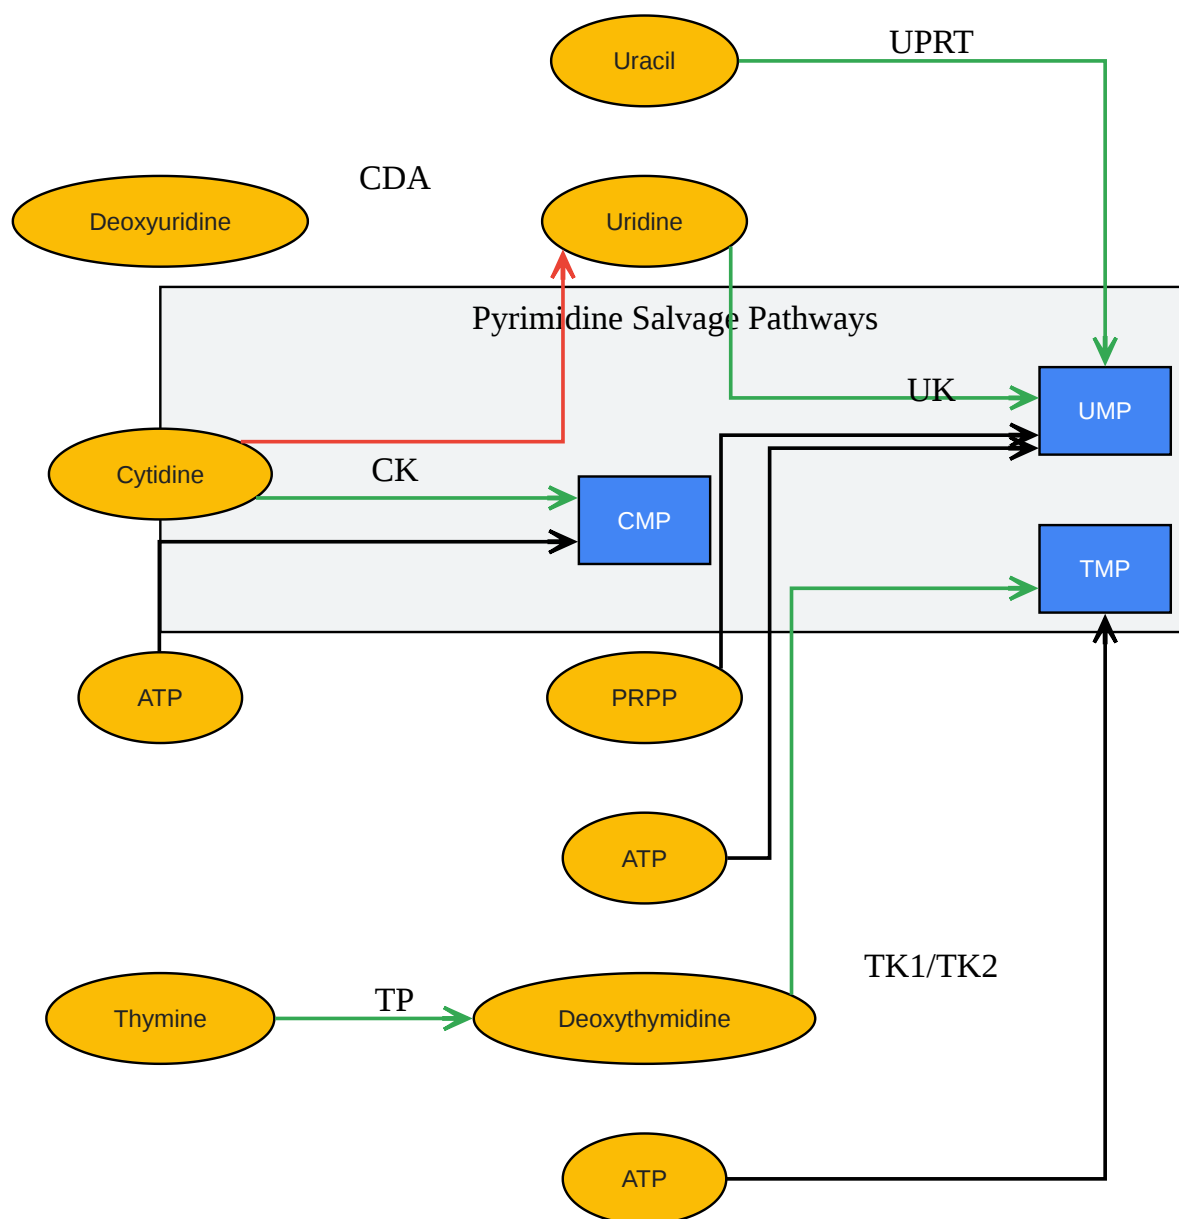 Uracil
UPRT
CDA
Deoxyuridine
Uridine
Pyrimidine Salvage Pathways
UK
UMP
Cytidine
CK
CMP
TMP
ATP
PRPP
ATP
TK1/TK2
Thymine
TP
Deoxythymidine
ATP